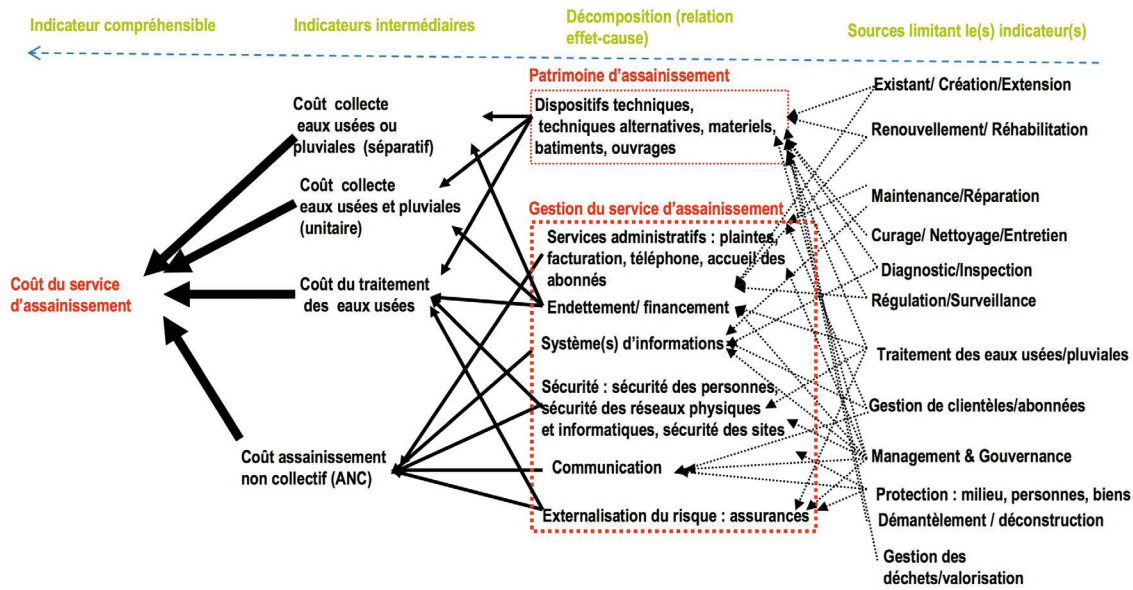 Indicateur compréhensible
Indicateurs intermédiaires
Décomposition (relation
effet-cause)
Sources limitant le(s) indicateur(s)
Coût du service
d'assainissement
Coût collecte
eaux usées ou
pluviales (séparatif)
Coût collecte
eaux usées et pluviales
(unitaire)
Coût du traitement
des eaux usées
Coût assainissement
non collectif (ANC)
Patrimoine d'assainissement
Dispositifs techniques,
techniques alternatives, materiels,
batiments, ouvrages
Gestion du service d'assainissement
Services administratifs : plaintes,
facturation, téléphone, accueil des
abonnés
Endettement/ financement
Système(s) d'informations
Sécurité : sécurité des personnes,
sécurité des réseaux physiques
et informatiques, sécurité des sites
Communication
Externalisation du risque : assurances
Existant/ Création/Extension
Renouvellement/ Réhabilitation
Maintenance/Réparation
Curage/ Nettoyage/Entretien
Diagnostic/Inspection
Régulation/Surveillance
Traitement des eaux usées/pluviales
Gestion de clientèles/abonnées
Management & Gouvernance
Protection : milieu, personnes, biens
Démantèlement / déconstruction
Gestion des
déchets/valorisation